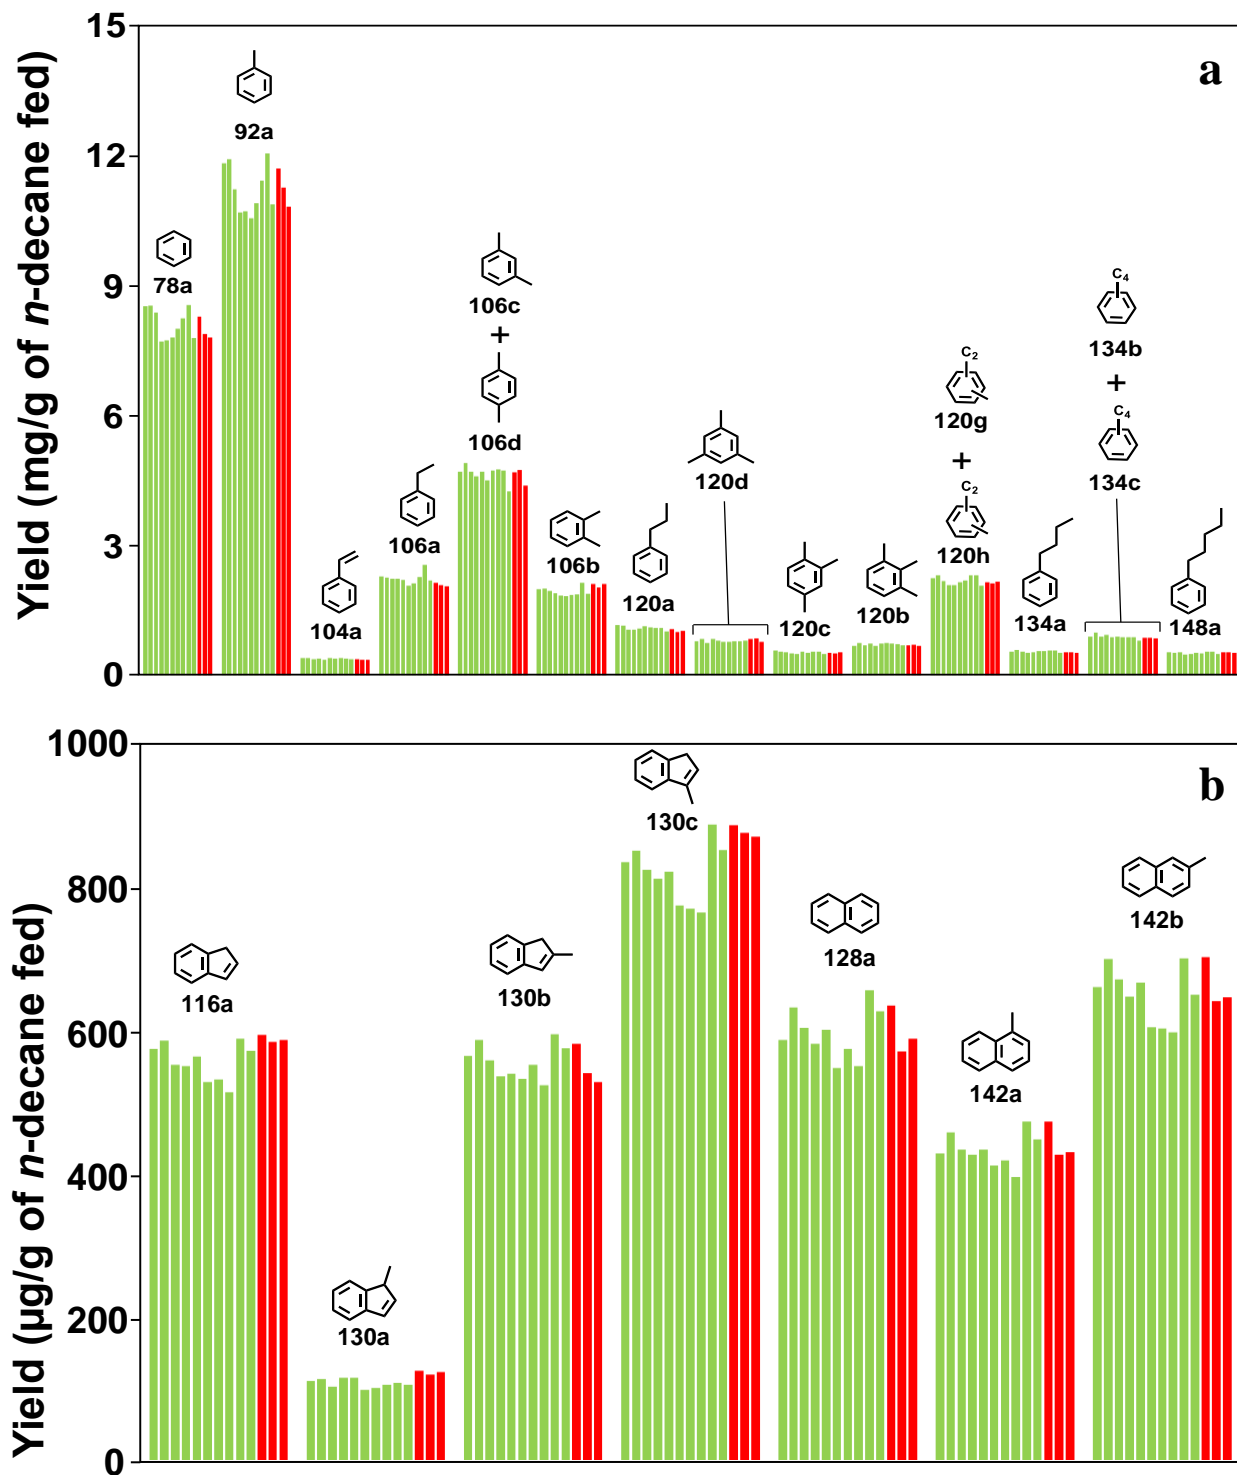 Yield (mg/g of n-decane fed)
15
12
9
6
3
0
a
78a
92a
104a
106a
106c
+
106d
106b
120a
120d
120c
120b
C2
120g
+
C2
120h
134a
C4
134b
+
C4
134c
148a
Yield (µg/g of n-decane fed)
1000
800
600
400
200
0
b
116a
130a
130b
130c
128a
142a
142b